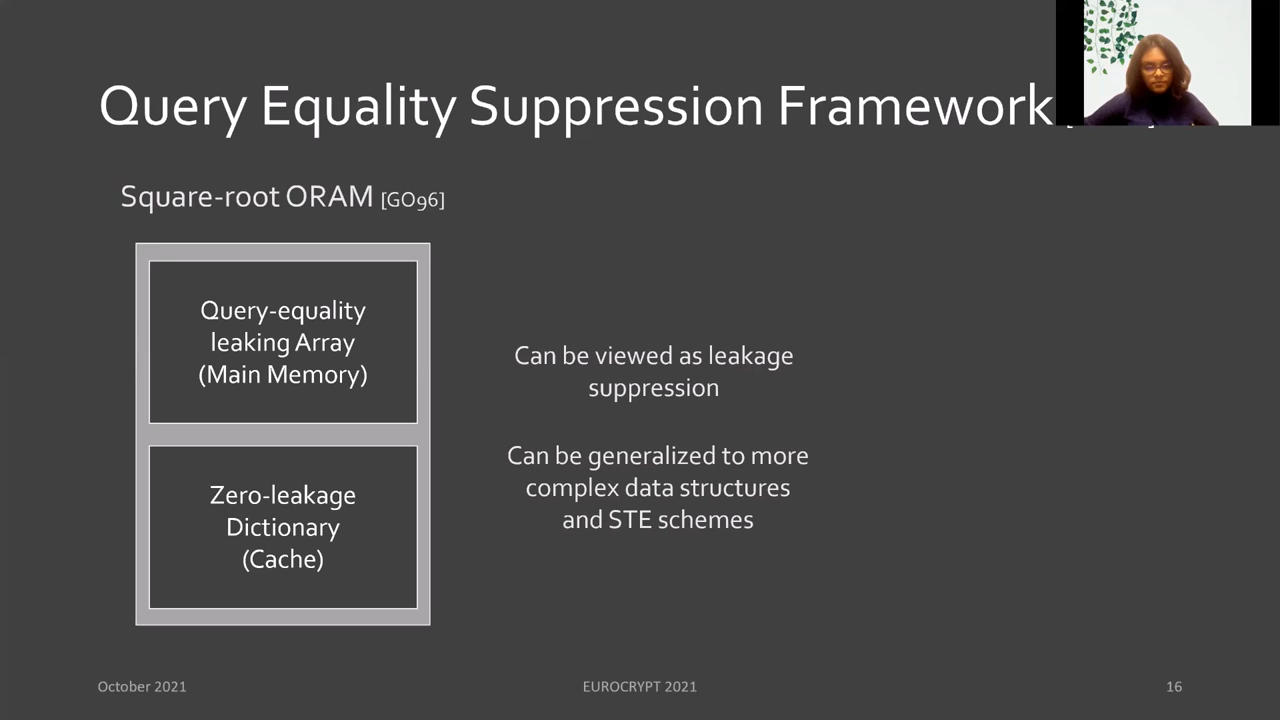 Query Equality Suppression Framework
Square-root ORAM [GO96]
Query-equality
leaking Array
(Main Memory)
Can be viewed as leakage
suppression
Can be generalized to more
complex data structures
and STE schemes
Zero-leakage
Dictionary
(Cache)
October 2021
EUROCRYPT 2021
16